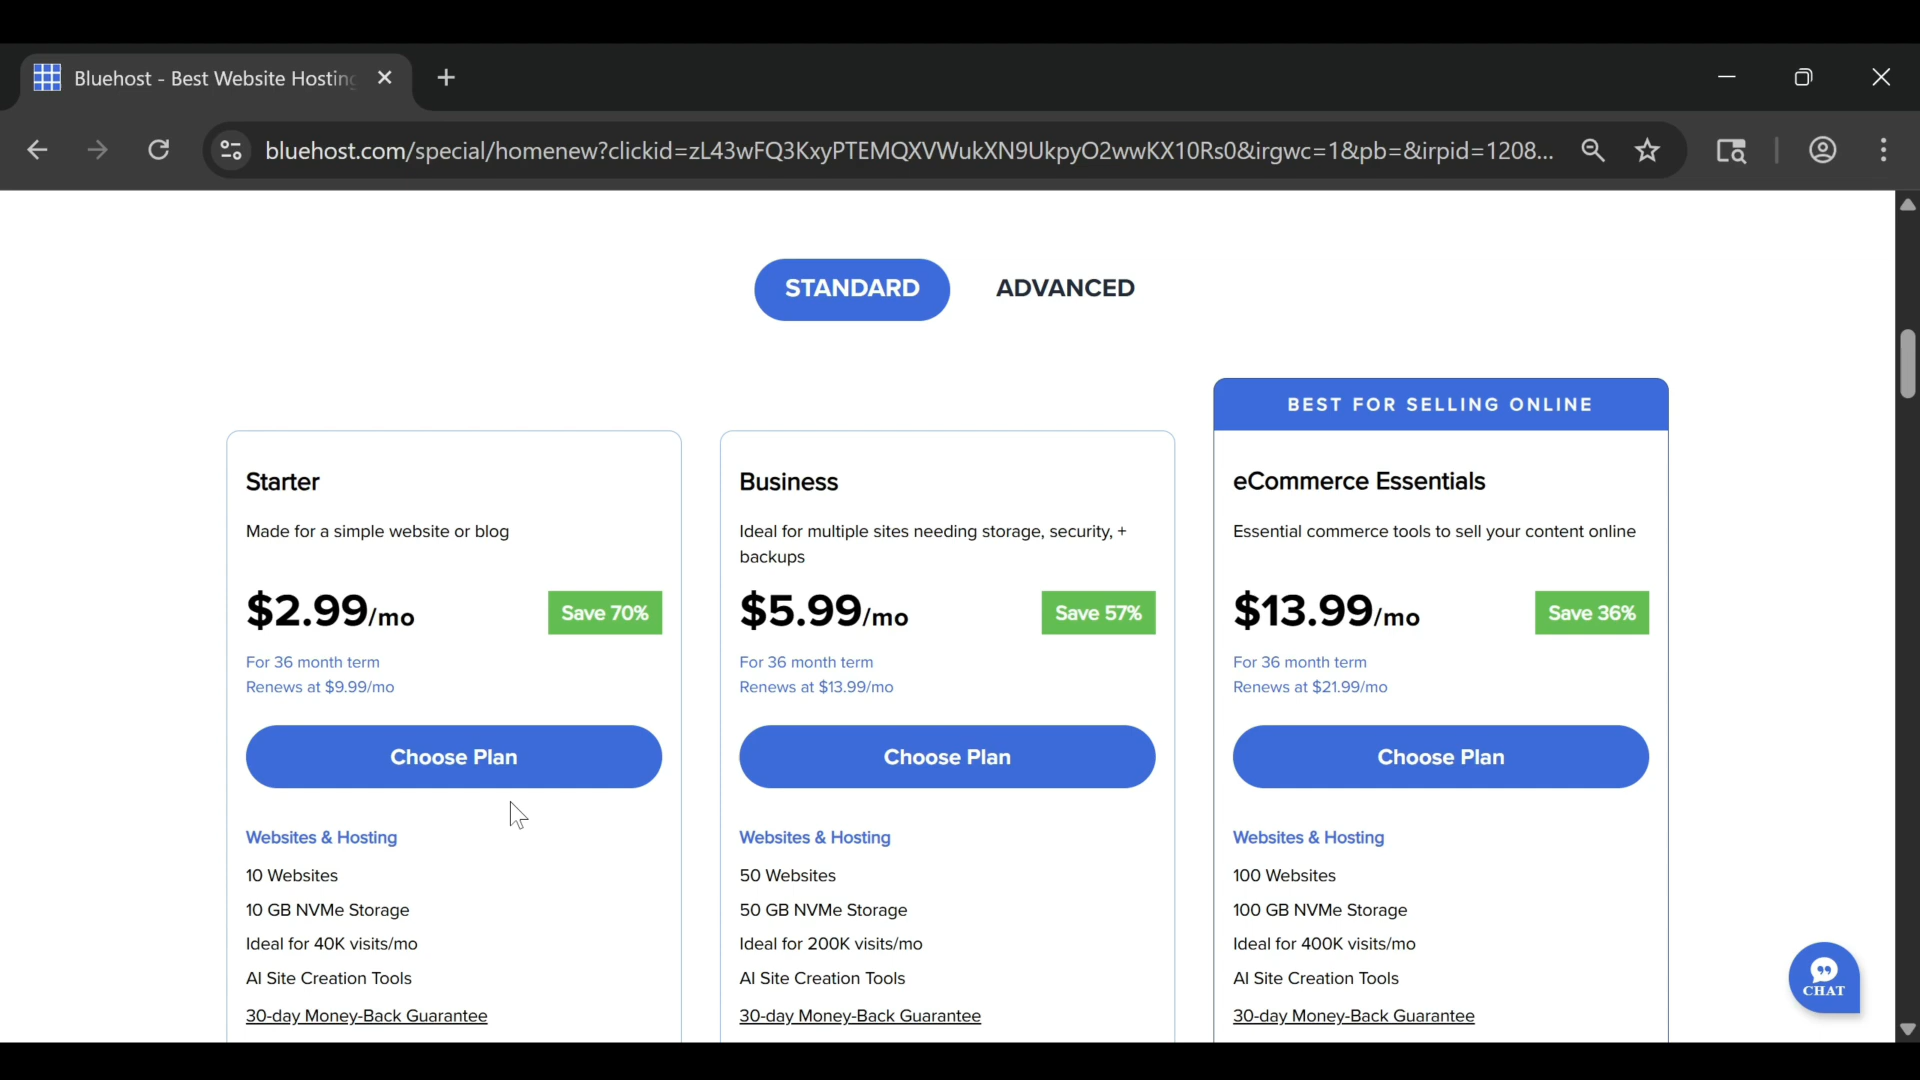 Bluehost - Best Website Hosting
bluehost.com/special/homenew?clickid=zL43wFQ3KxyPTEMQXVWukXN9UkpyO2wwKX10Rs0&irgwc=1&pb=&irpid=1208...
STANDARD
ADVANCED
BEST FOR SELLING ONLINE
Starter
Made for a simple website or blog
$2.99/mo
Save 70%
For 36 month term
Renews at $9.99/mo
Choose Plan
Websites & Hosting
10 Websites
10 GB NVMe Storage
Ideal for 40K visits/mo
AI Site Creation Tools
30-day Money-Back Guarantee
Business
Ideal for multiple sites needing storage, security, +
backups
$5.99/mo
Save 57%
For 36 month term
Renews at $13.99/mo
Choose Plan
Websites & Hosting
50 Websites
50 GB NVMe Storage
Ideal for 200K visits/mo
AI Site Creation Tools
30-day Money-Back Guarantee
eCommerce Essentials
Essential commerce tools to sell your content online
$13.99/mo
Save 36%
For 36 month term
Renews at $21.99/mo
Choose Plan
Websites & Hosting
100 Websites
100 GB NVMe Storage
Ideal for 400K visits/mo
AI Site Creation Tools
30-day Money-Back Guarantee
CHAT